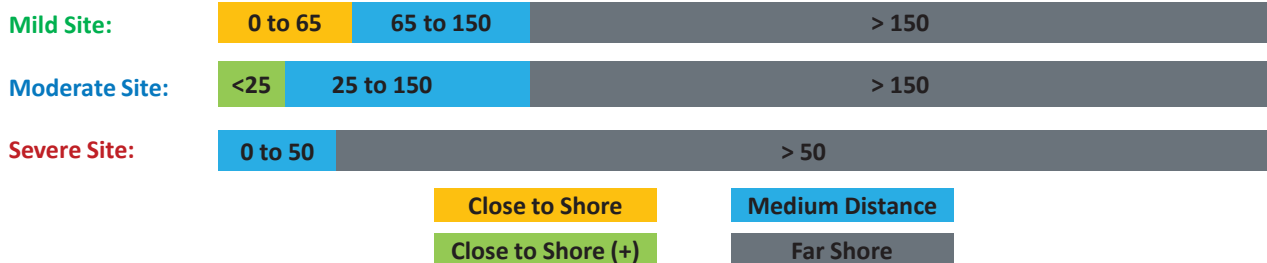 Mild Site: 0 to 65 65 to 150 > 150
Moderate Site: <25 25 to 150 > 150
Severe Site: 0 to 50 > 50
Close to Shore Medium Distance
Close to Shore (+) Far Shore